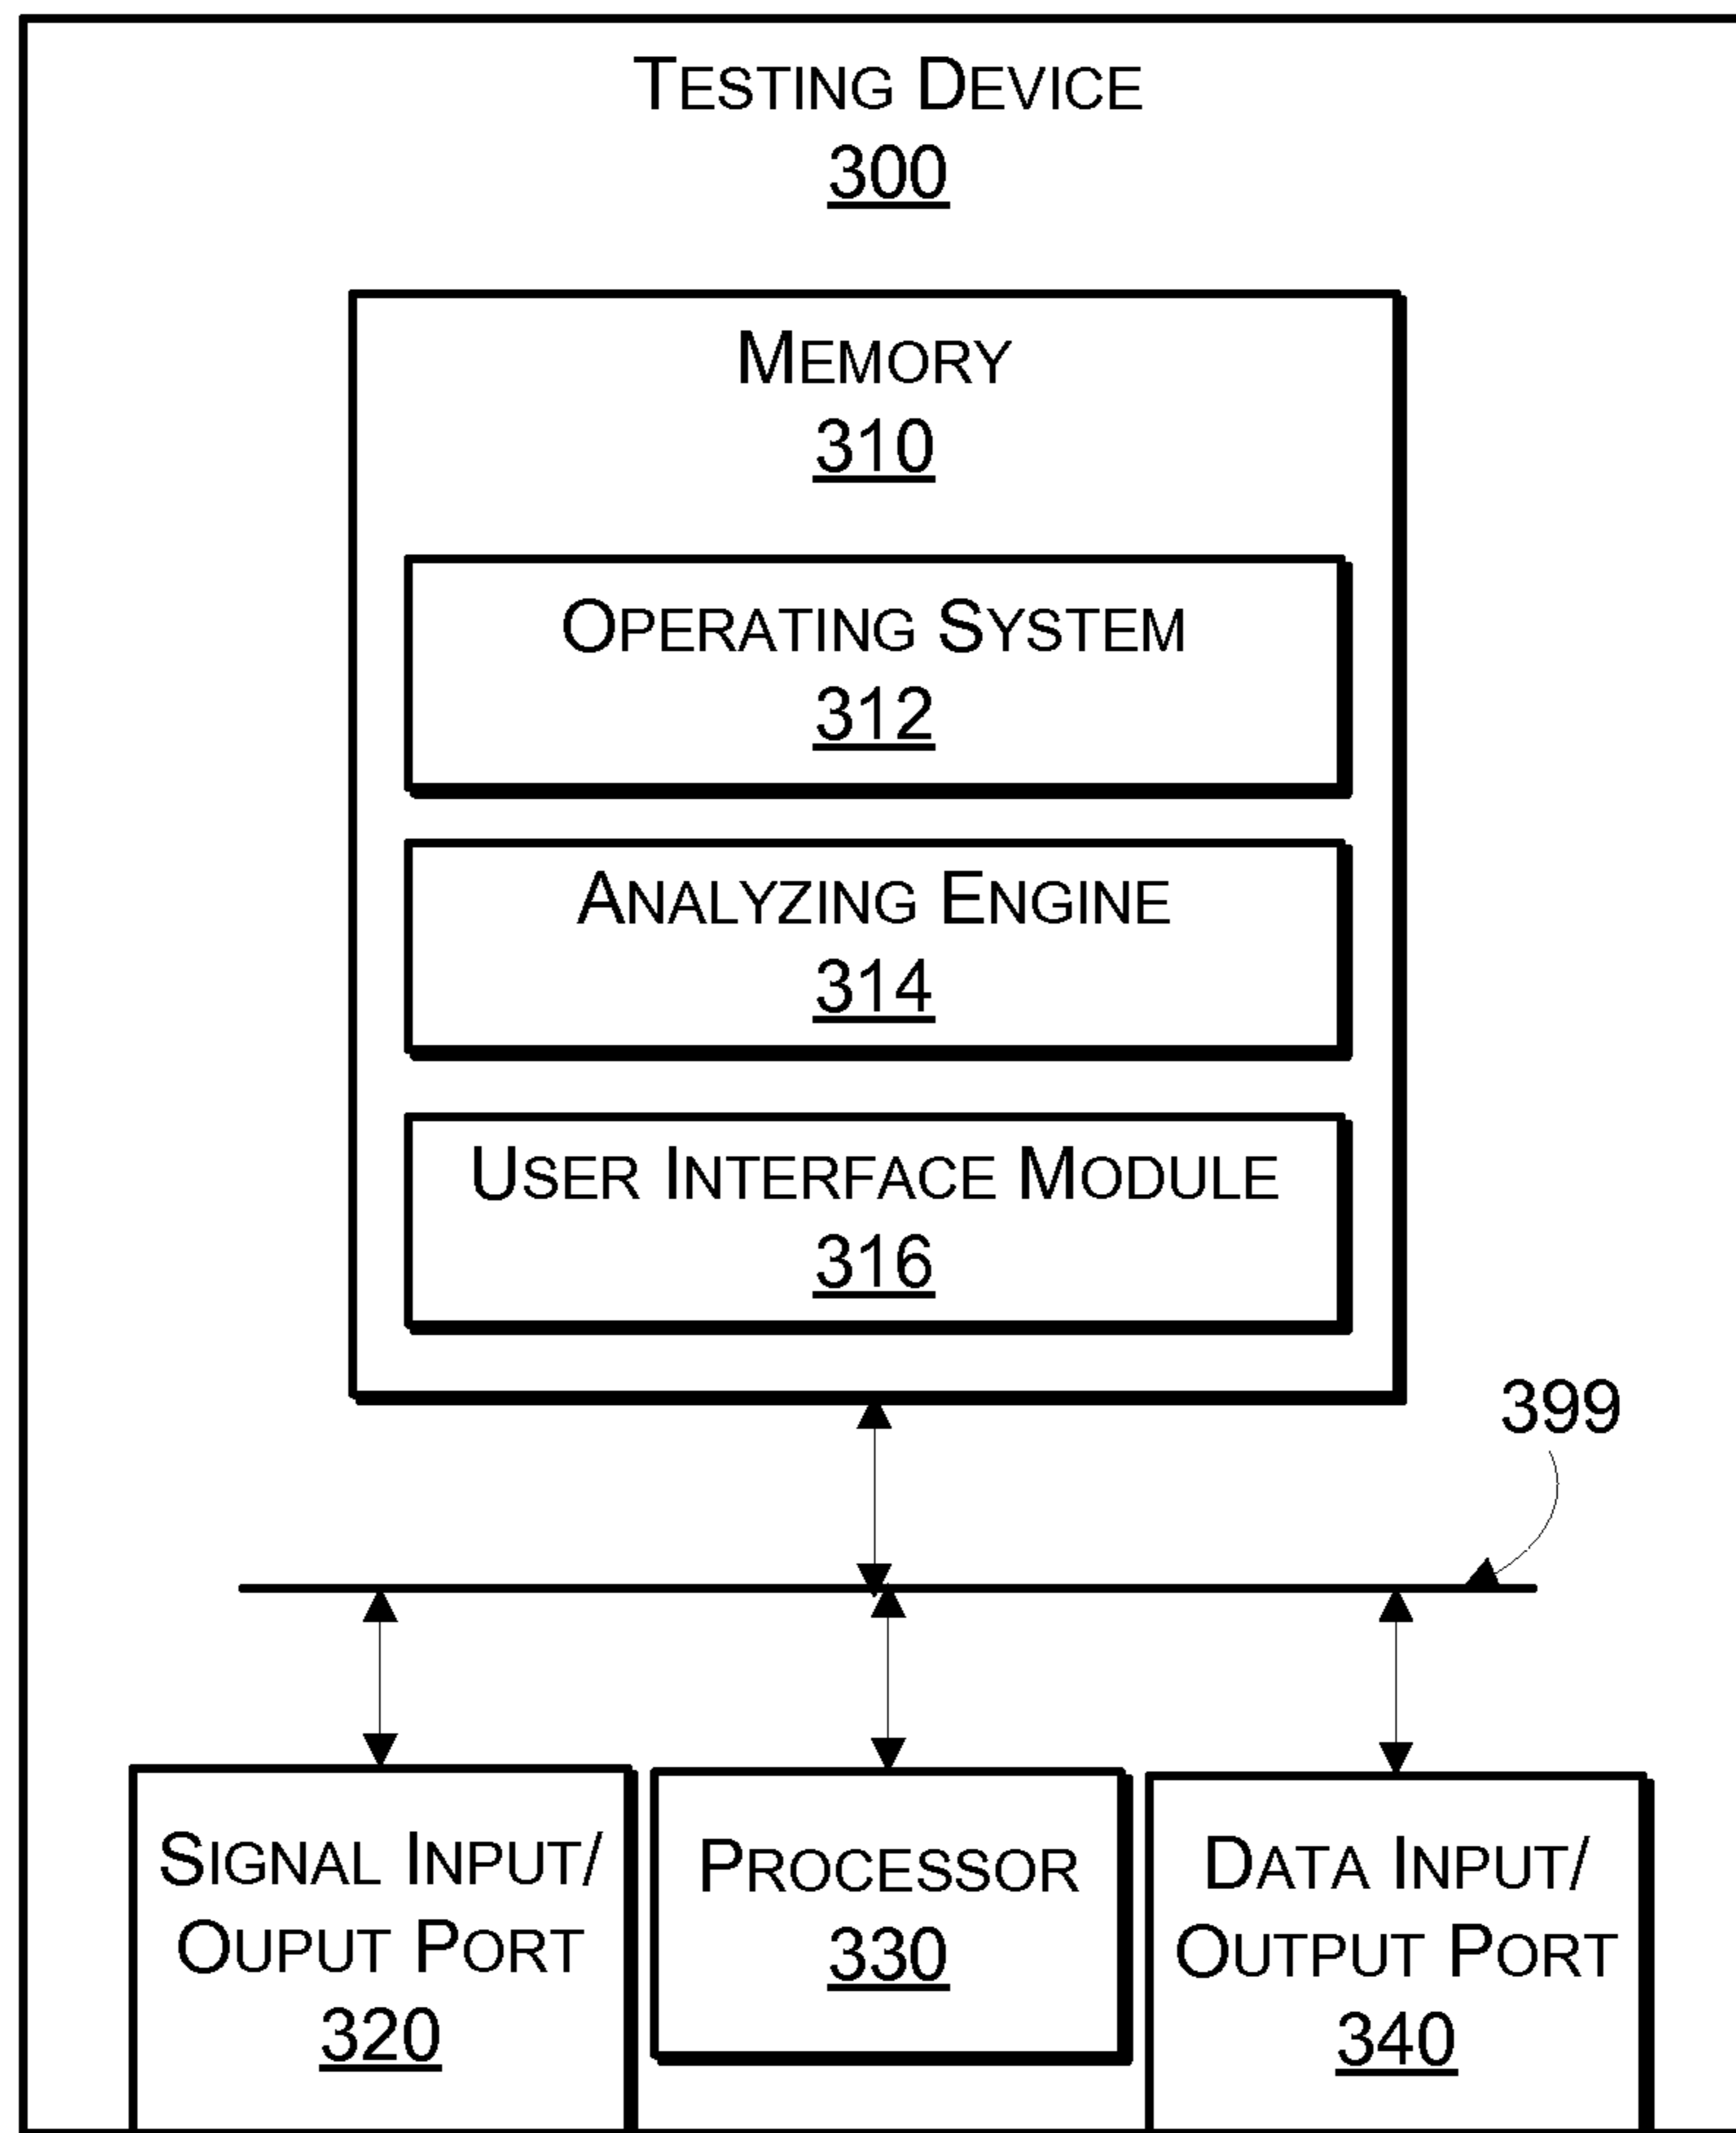 TESTING DEVICE
300
MEMORY
310
OPERATING SYSTEM
312
ANALYZING ENGINE
314
USER INTERFACE MODULE
316
399
SIGNAL INPUT/
OUPUT PORT
320
PROCESSOR
330
DATA INPUT/
OUTPUT PORT
340